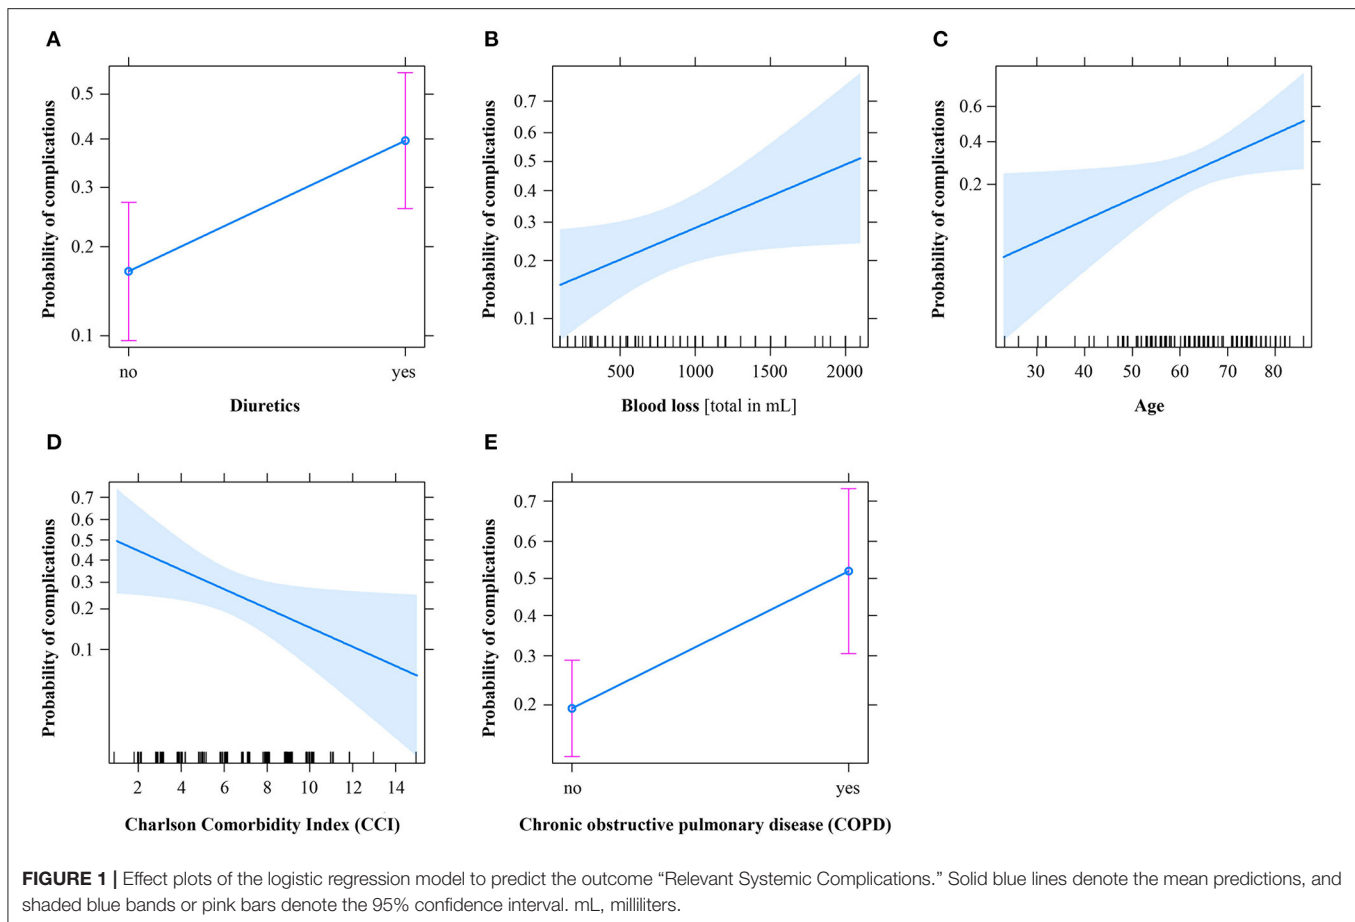 A
Probability of complications
0.5
0.4
0.3
0.2
0.1
no yes
Diuretics
B
Probability of complications
0.7
0.6
0.5
0.4
0.3
0.2
0.1
500 1000 1500 2000
Blood loss [total in mL]
C
Probability of complications
0.6
0.4
0.2
30 40 50 60 70 80
Age
D
Probability of complications
0.7
0.6
0.5
0.4
0.3
0.2
0.1
2 4 6 8 10 12 14
Charlson Comorbidity Index (CCI)
E
Probability of complications
0.7
0.6
0.5
0.4
0.3
0.2
no yes
Chronic obstructive pulmonary disease (COPD)
FIGURE 1 | Effect plots of the logistic regression model to predict the outcome “Relevant Systemic Complications.” Solid blue lines denote the mean predictions, and
shaded blue bands or pink bars denote the 95% confidence interval. mL, milliliters.